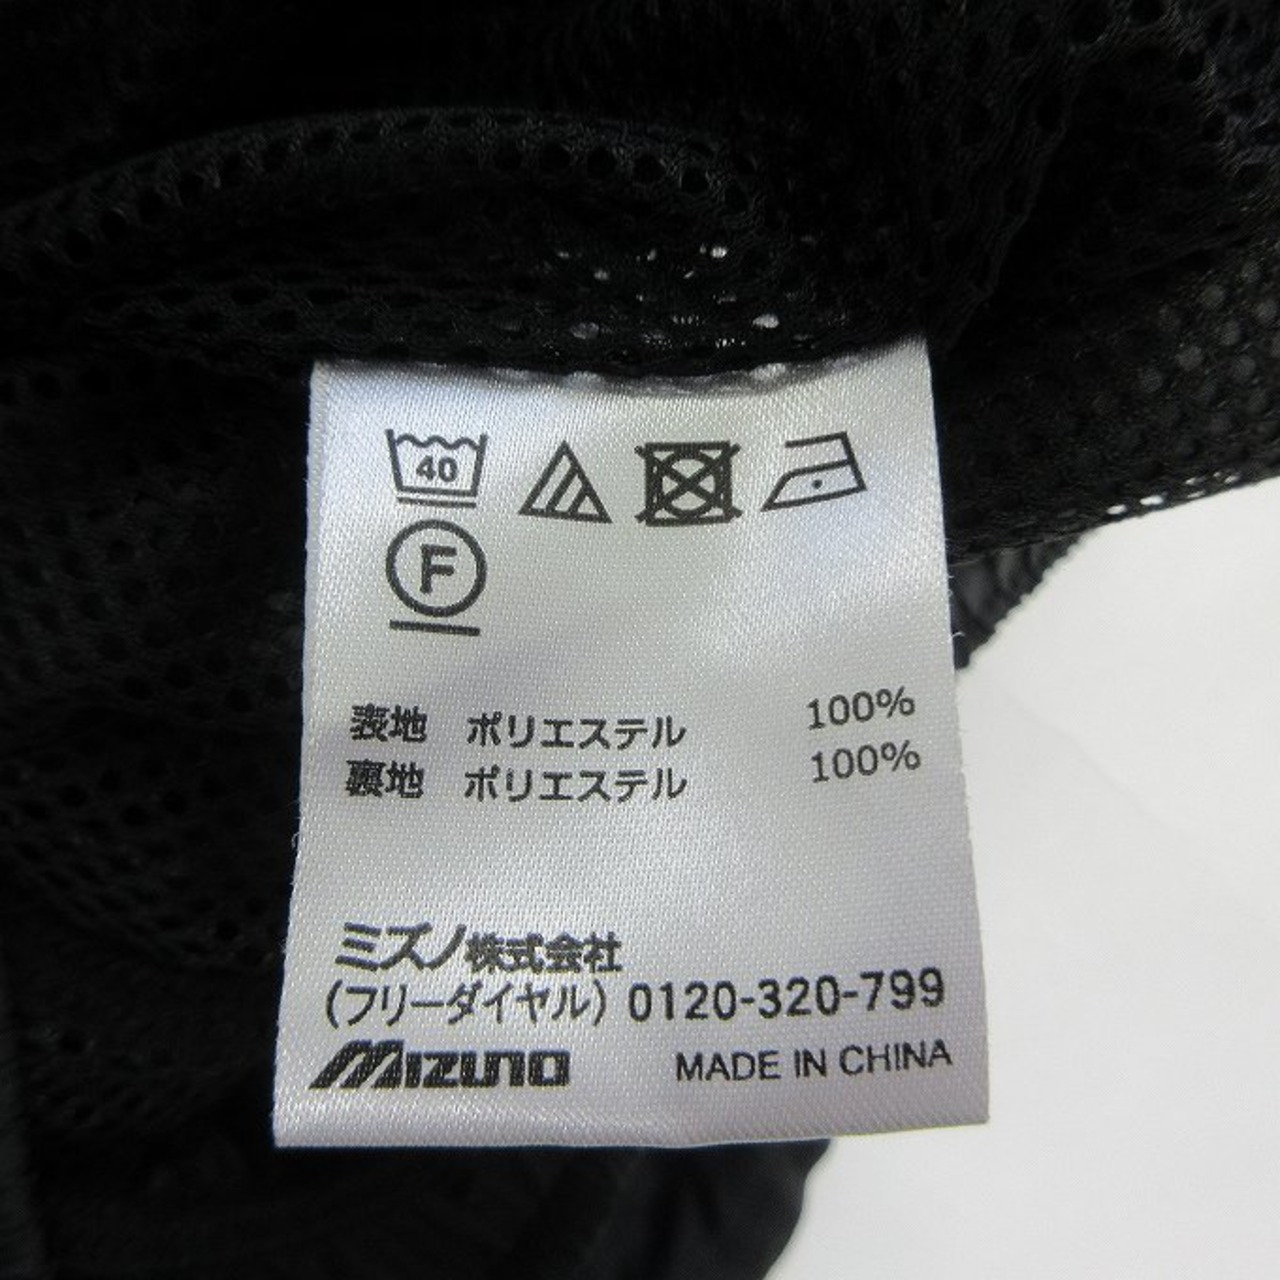 40
F
表地 ポリエステル 100%
裏地 ポリエステル 100%
ミズノ株式会社
(フリーダイヤル) 0120-320-799
MIZUNO MADE IN CHINA